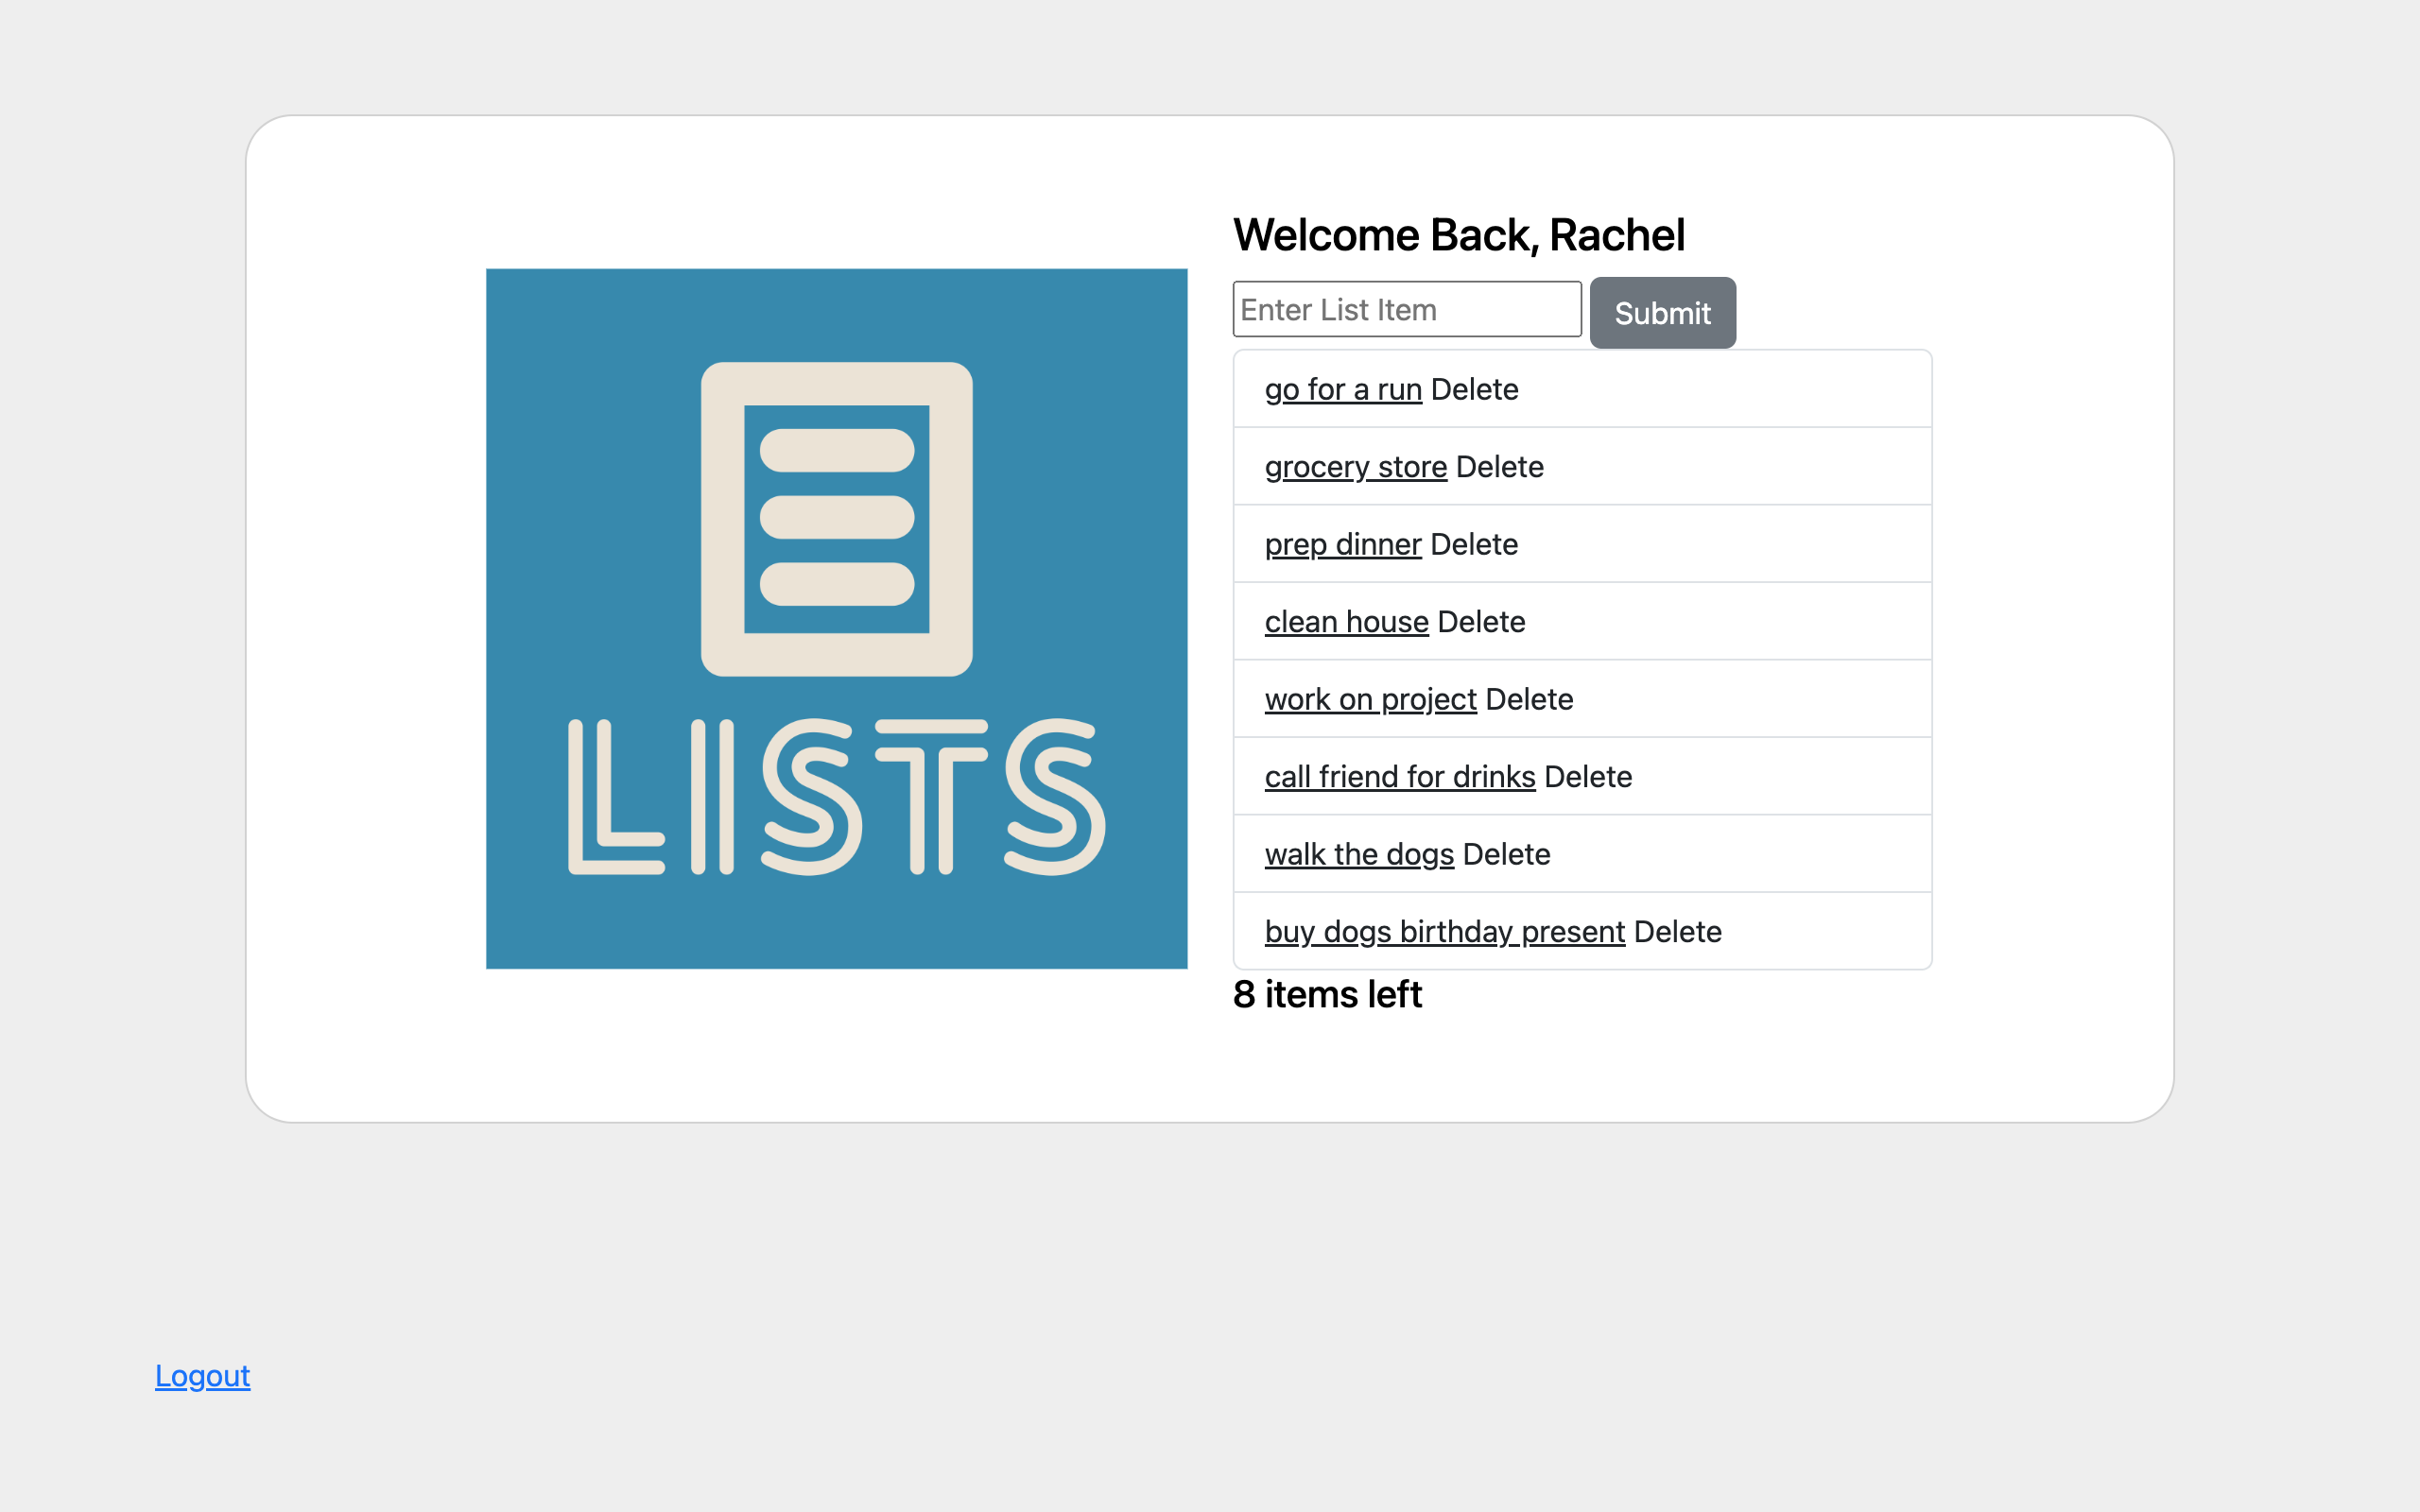 LISTS
Welcome Back, Rachel
Enter List Item Submit
go for a run Delete
grocery store Delete
prep dinner Delete
clean house Delete
work on project Delete
call friend for drinks Delete
walk the dogs Delete
buy dogs birthday present Delete
8 items left
Logout